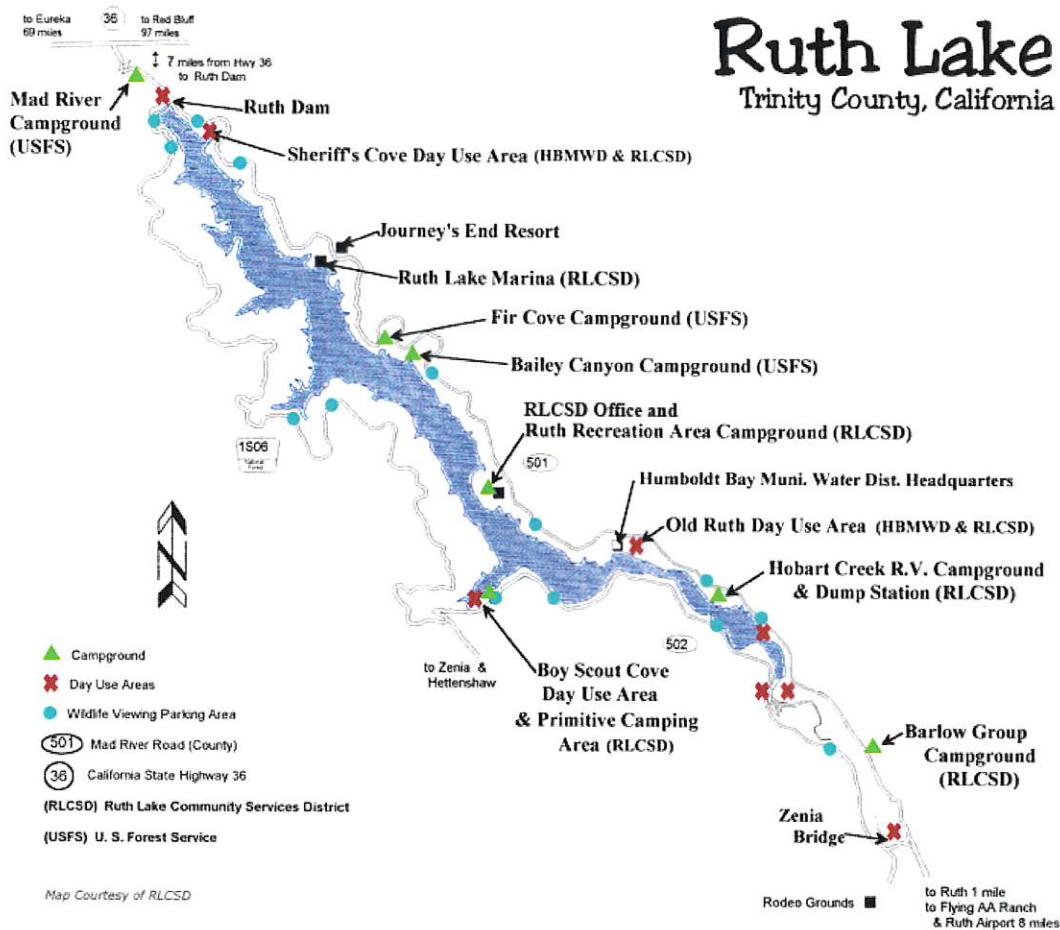 Ruth Lake
Trinity County, California
to Eureka
69 miles
36
to Red Bluff
97 miles
7 miles from Hwy 36
to Ruth Dam
Mad River
Campground
(USFS)
Ruth Dam
Sheriff's Cove Day Use Area (HBMWD & RLCSD)
Journey's End Resort
Ruth Lake Marina (RLCSD)
Fir Cove Campground (USFS)
Bailey Canyon Campground (USFS)
RLCSD Office and
Ruth Recreation Area Campground (RLCSD)
1S06
National
Forest
501
Humboldt Bay Muni. Water Dist. Headquarters
Old Ruth Day Use Area (HBMWD & RLCSD)
Hobart Creek R.V. Campground
& Dump Station (RLCSD)
N
502
to Zenia &
Hettenshaw
Boy Scout Cove
Day Use Area
& Primitive Camping
Area (RLCSD)
Barlow Group
Campground
(RLCSD)
Zenia
Bridge
Campground
Day Use Areas
Wildlife Viewing Parking Area
501 Mad River Road (County)
36 California State Highway 36
(RLCSD) Ruth Lake Community Services District
(USFS) U. S. Forest Service
Map Courtesy of RLCSD
Rodeo Grounds
to Ruth 1 mile
to Flying AA Ranch
& Ruth Airport 8 miles